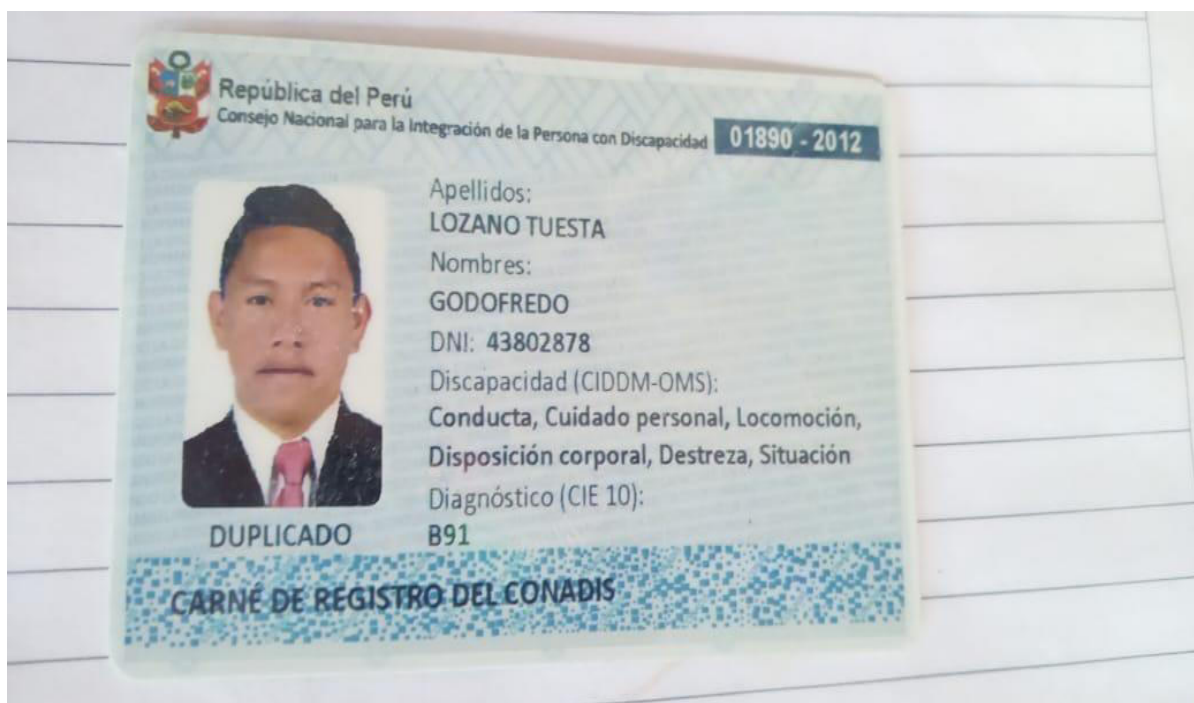 República del Perú
Consejo Nacional para la Integración de la Persona con Discapacidad
01890 - 2012
Apellidos:
LOZANO TUESTA
Nombres:
GODOFREDO
DNI: 43802878
Discapacidad (CIDDM-OMS):
Conducta, Cuidado personal, Locomoción,
Disposición corporal, Destreza, Situación
Diagnóstico (CIE 10):
DUPLICADO
B91
CARNÉ DE REGISTRO DEL CONADIS